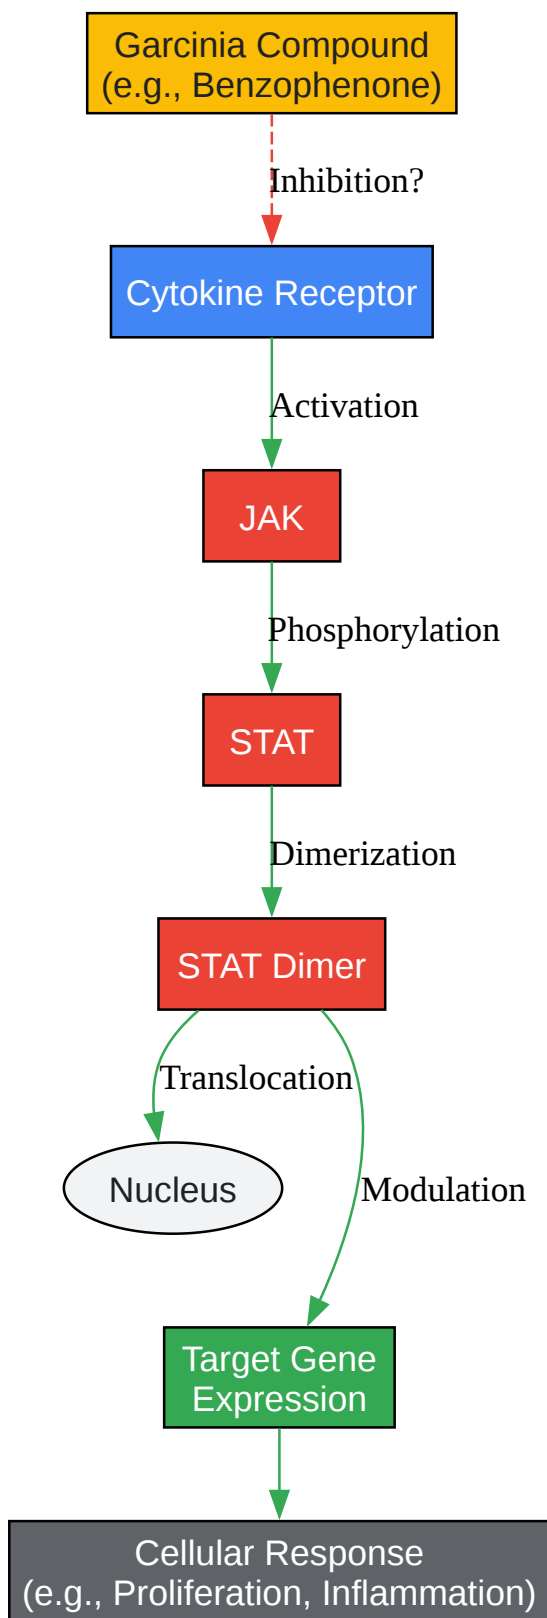 Garcinia Compound
(e.g., Benzophenone)
Inhibition?
Cytokine Receptor
Activation
JAK
Phosphorylation
STAT
Dimerization
STAT Dimer
Translocation
Nucleus
Modulation
Target Gene
Expression
Cellular Response
(e.g., Proliferation, Inflammation)